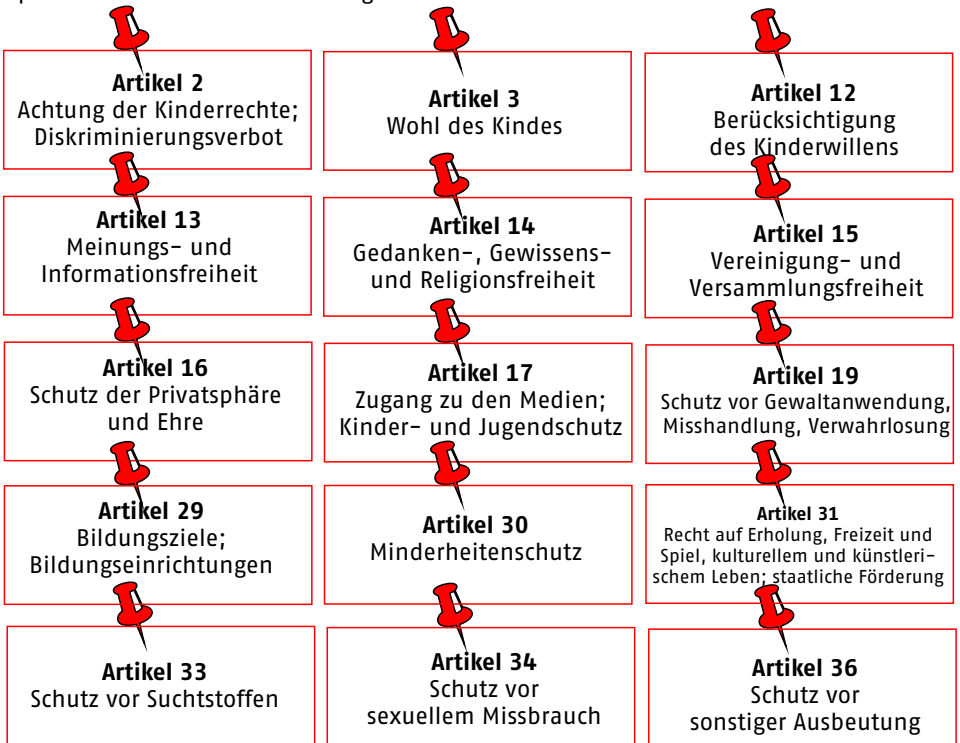 Artikel 2
Achtung der Kinderrechte;
Diskriminierungsverbot
Artikel 3
Wohl des Kindes
Artikel 12
Berücksichtigung
des Kinderwillens
Artikel 13
Meinungs- und
Informationsfreiheit
Artikel 14
Gedanken-, Gewissens-
und Religionsfreiheit
Artikel 15
Vereinigung- und
Versammlungsfreiheit
Artikel 16
Schutz der Privatsphäre
und Ehre
Artikel 17
Zugang zu den Medien;
Kinder- und Jugendschutz
Artikel 19
Schutz vor Gewaltanwendung,
Misshandlung, Verwahrlosung
Artikel 29
Bildungsziele;
Bildungseinrichtungen
Artikel 30
Minderheitenschutz
Artikel 31
Recht auf Erholung, Freizeit und
Spiel, kulturellem und künstleri-
schem Leben; staatliche Förderung
Artikel 33
Schutz vor Suchtstoffen
Artikel 34
Schutz vor
sexuellem Missbrauch
Artikel 36
Schutz vor
sonstiger Ausbeutung